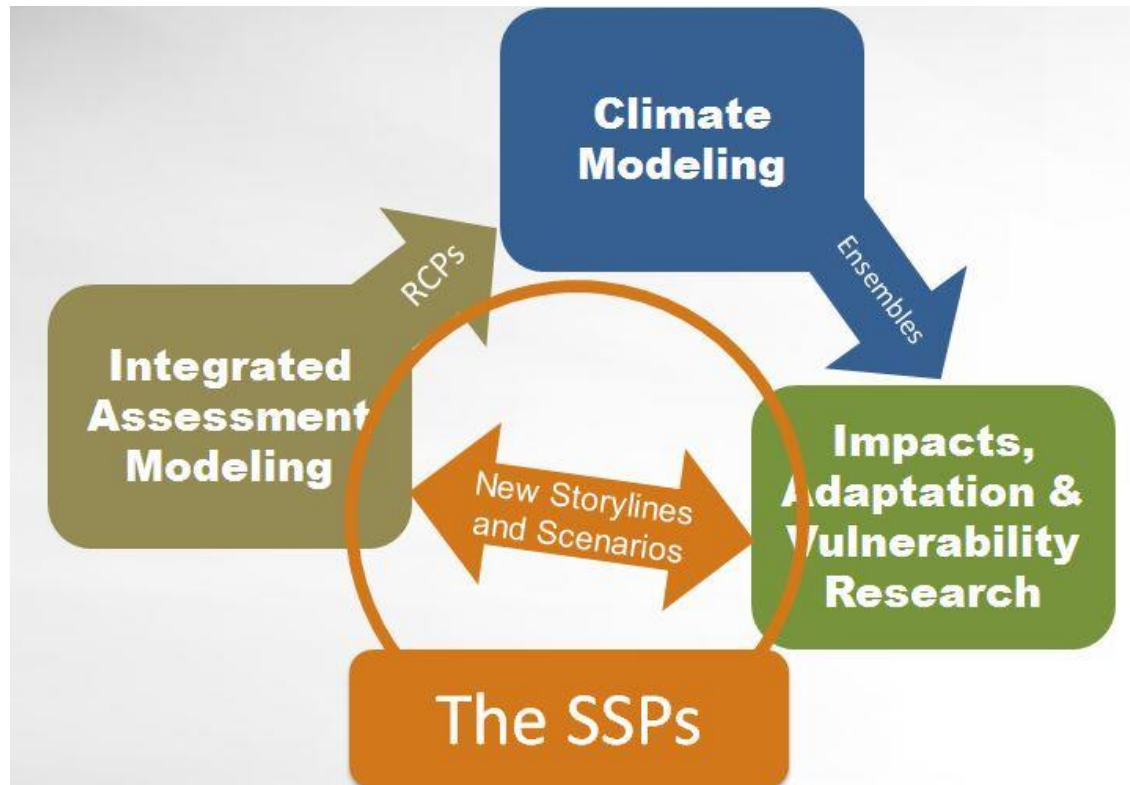 Climate
Modeling
RCPs
Ensembles
Integrated
Assessment
Modeling
New Storylines
and Scenarios
Impacts,
Adaptation &
Vulnerability
Research
The SSPs